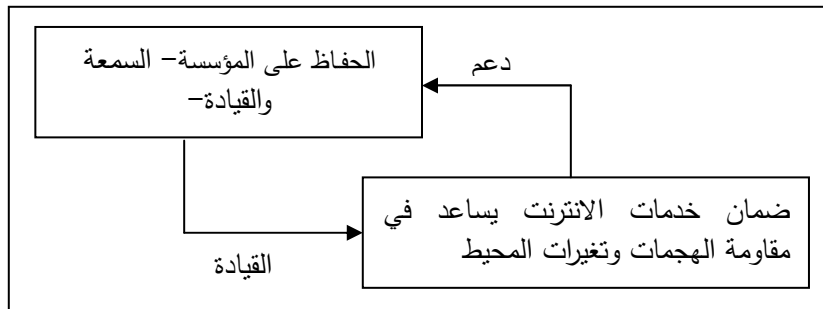 الحفاظ على المؤسسة– السمعة
والقيادة–
دعم
ضمان خدمات الانترنت يساعد في
مقاومة الهجمات وتغيرات المحيط
القيادة